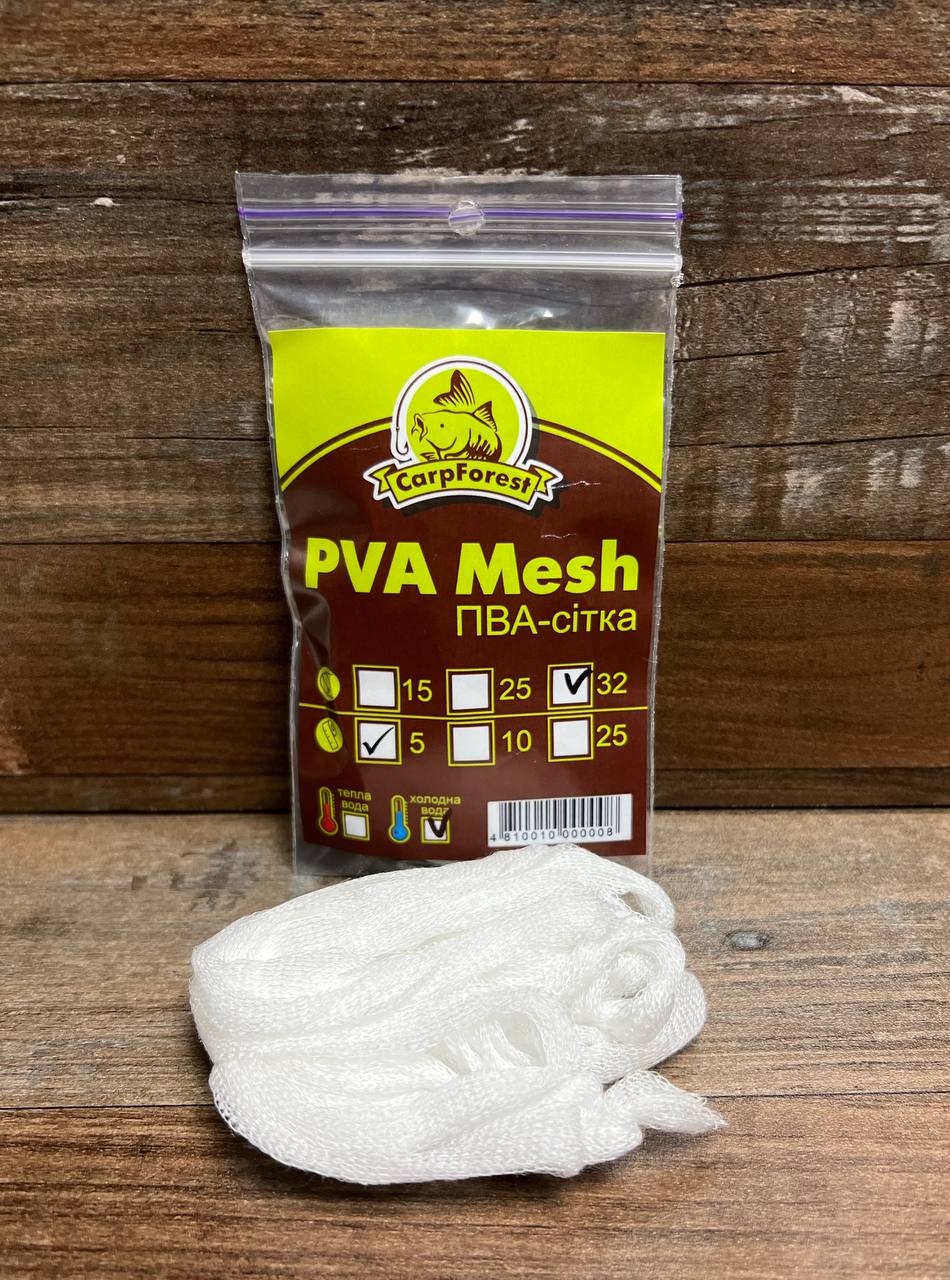 CarpForest
PVA Mesh
ПВА-сітка
15 25 32
5 10 25
тепла вода
холодна вода
4 810010 000008